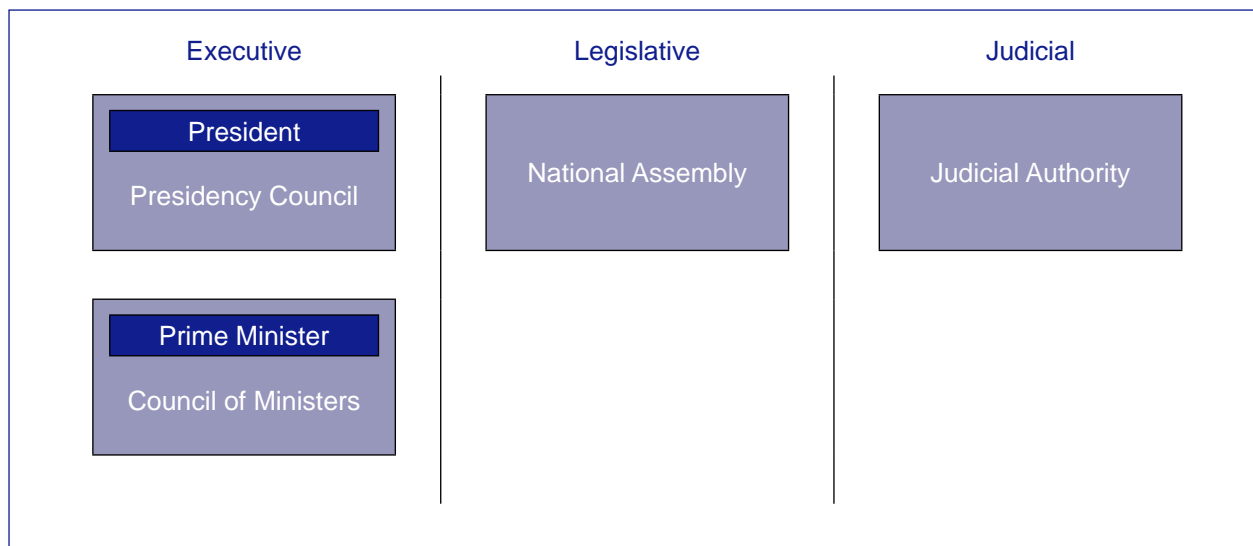 Executive
Legislative
Judicial
President
Presidency Council
National Assembly
Judicial Authority
Prime Minister
Council of Ministers